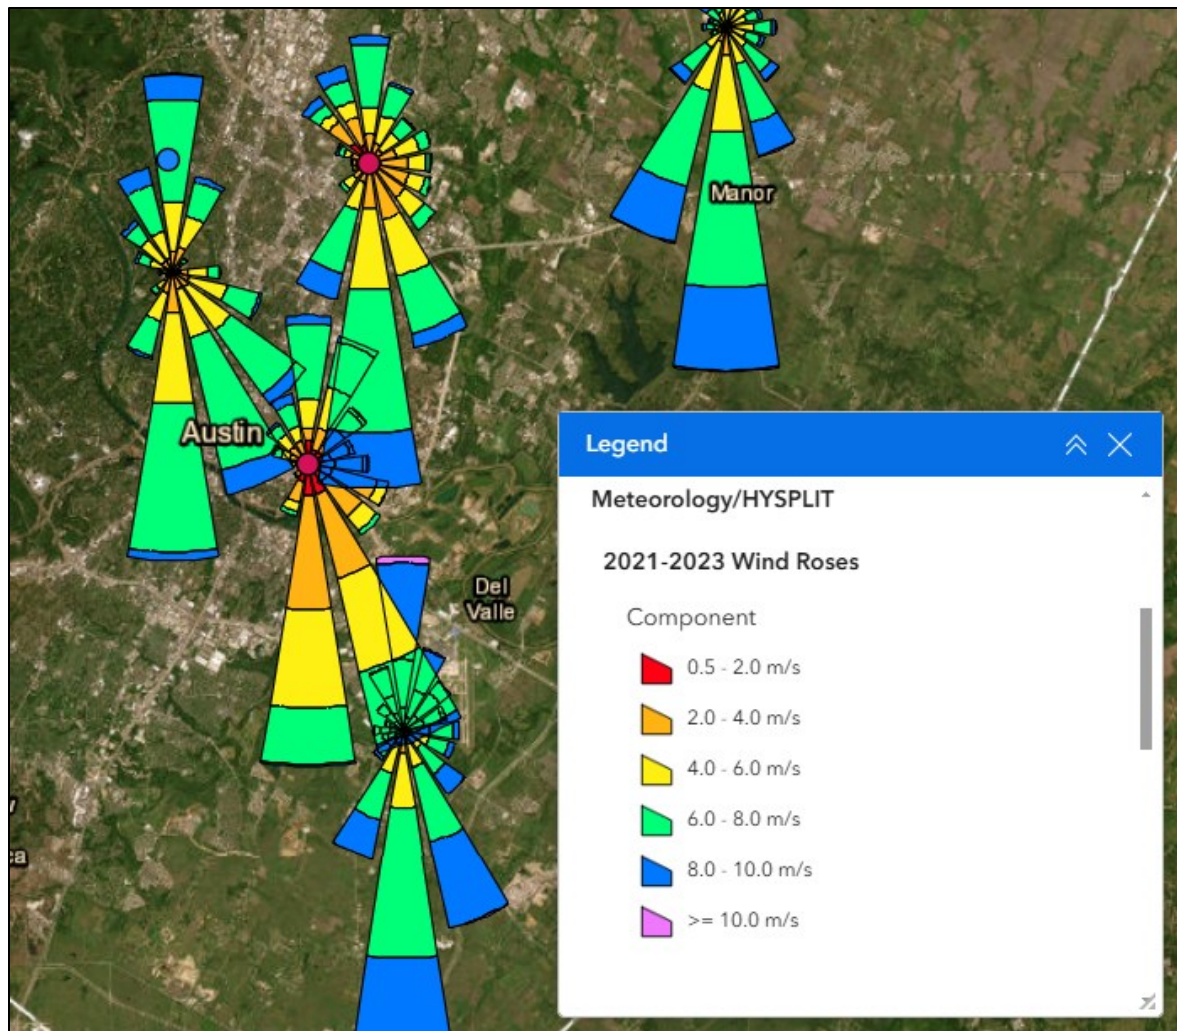 Manor
Austin
Del
Valle
ca
Legend
Meteorology/HYSPLIT
2021-2023 Wind Roses
Component
0.5 - 2.0 m/s
2.0 - 4.0 m/s
4.0 - 6.0 m/s
6.0 - 8.0 m/s
8.0 - 10.0 m/s
>= 10.0 m/s